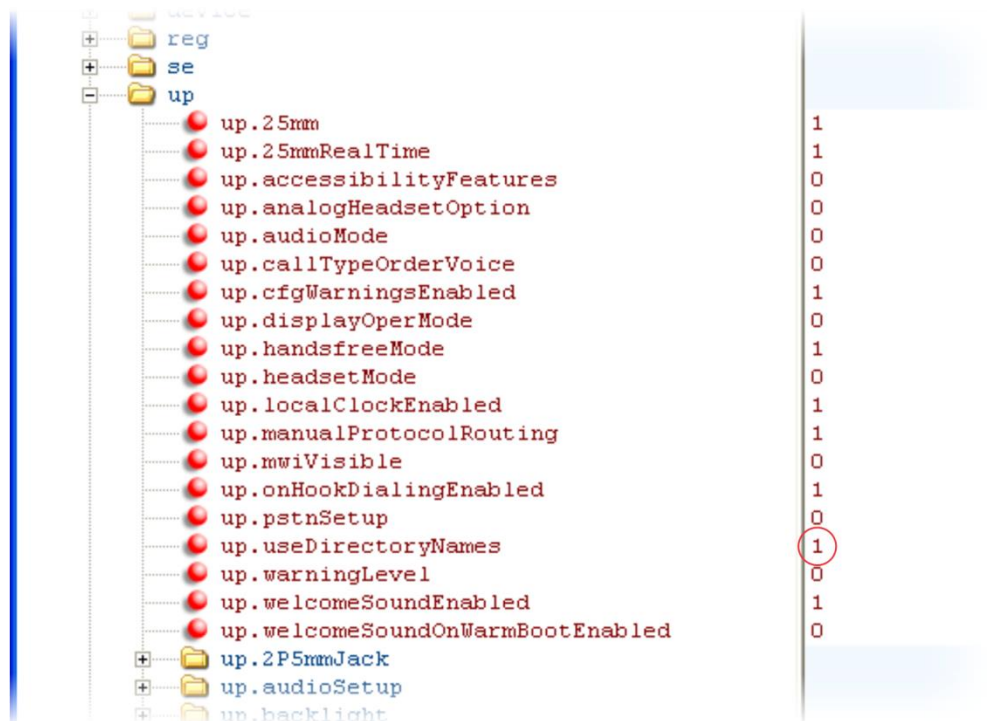 device
reg
se
up
up.25mm 1
up.25mmRealTime 1
up.accessibilityFeatures 0
up.analogHeadsetOption 0
up.audioMode 0
up.callTypeOrderVoice 0
up.cfgWarningsEnabled 1
up.displayOperMode 0
up.handsfreeMode 1
up.headsetMode 0
up.localClockEnabled 1
up.manualProtocolRouting 1
up.mwiVisible 0
up.onHookDialingEnabled 1
up.pstnSetup 0
up.useDirectoryNames 1
up.warningLevel 0
up.welcomeSoundEnabled 1
up.welcomeSoundOnWarmBootEnabled 0
up.2P5mmJack
up.audioSetup
up.backlight